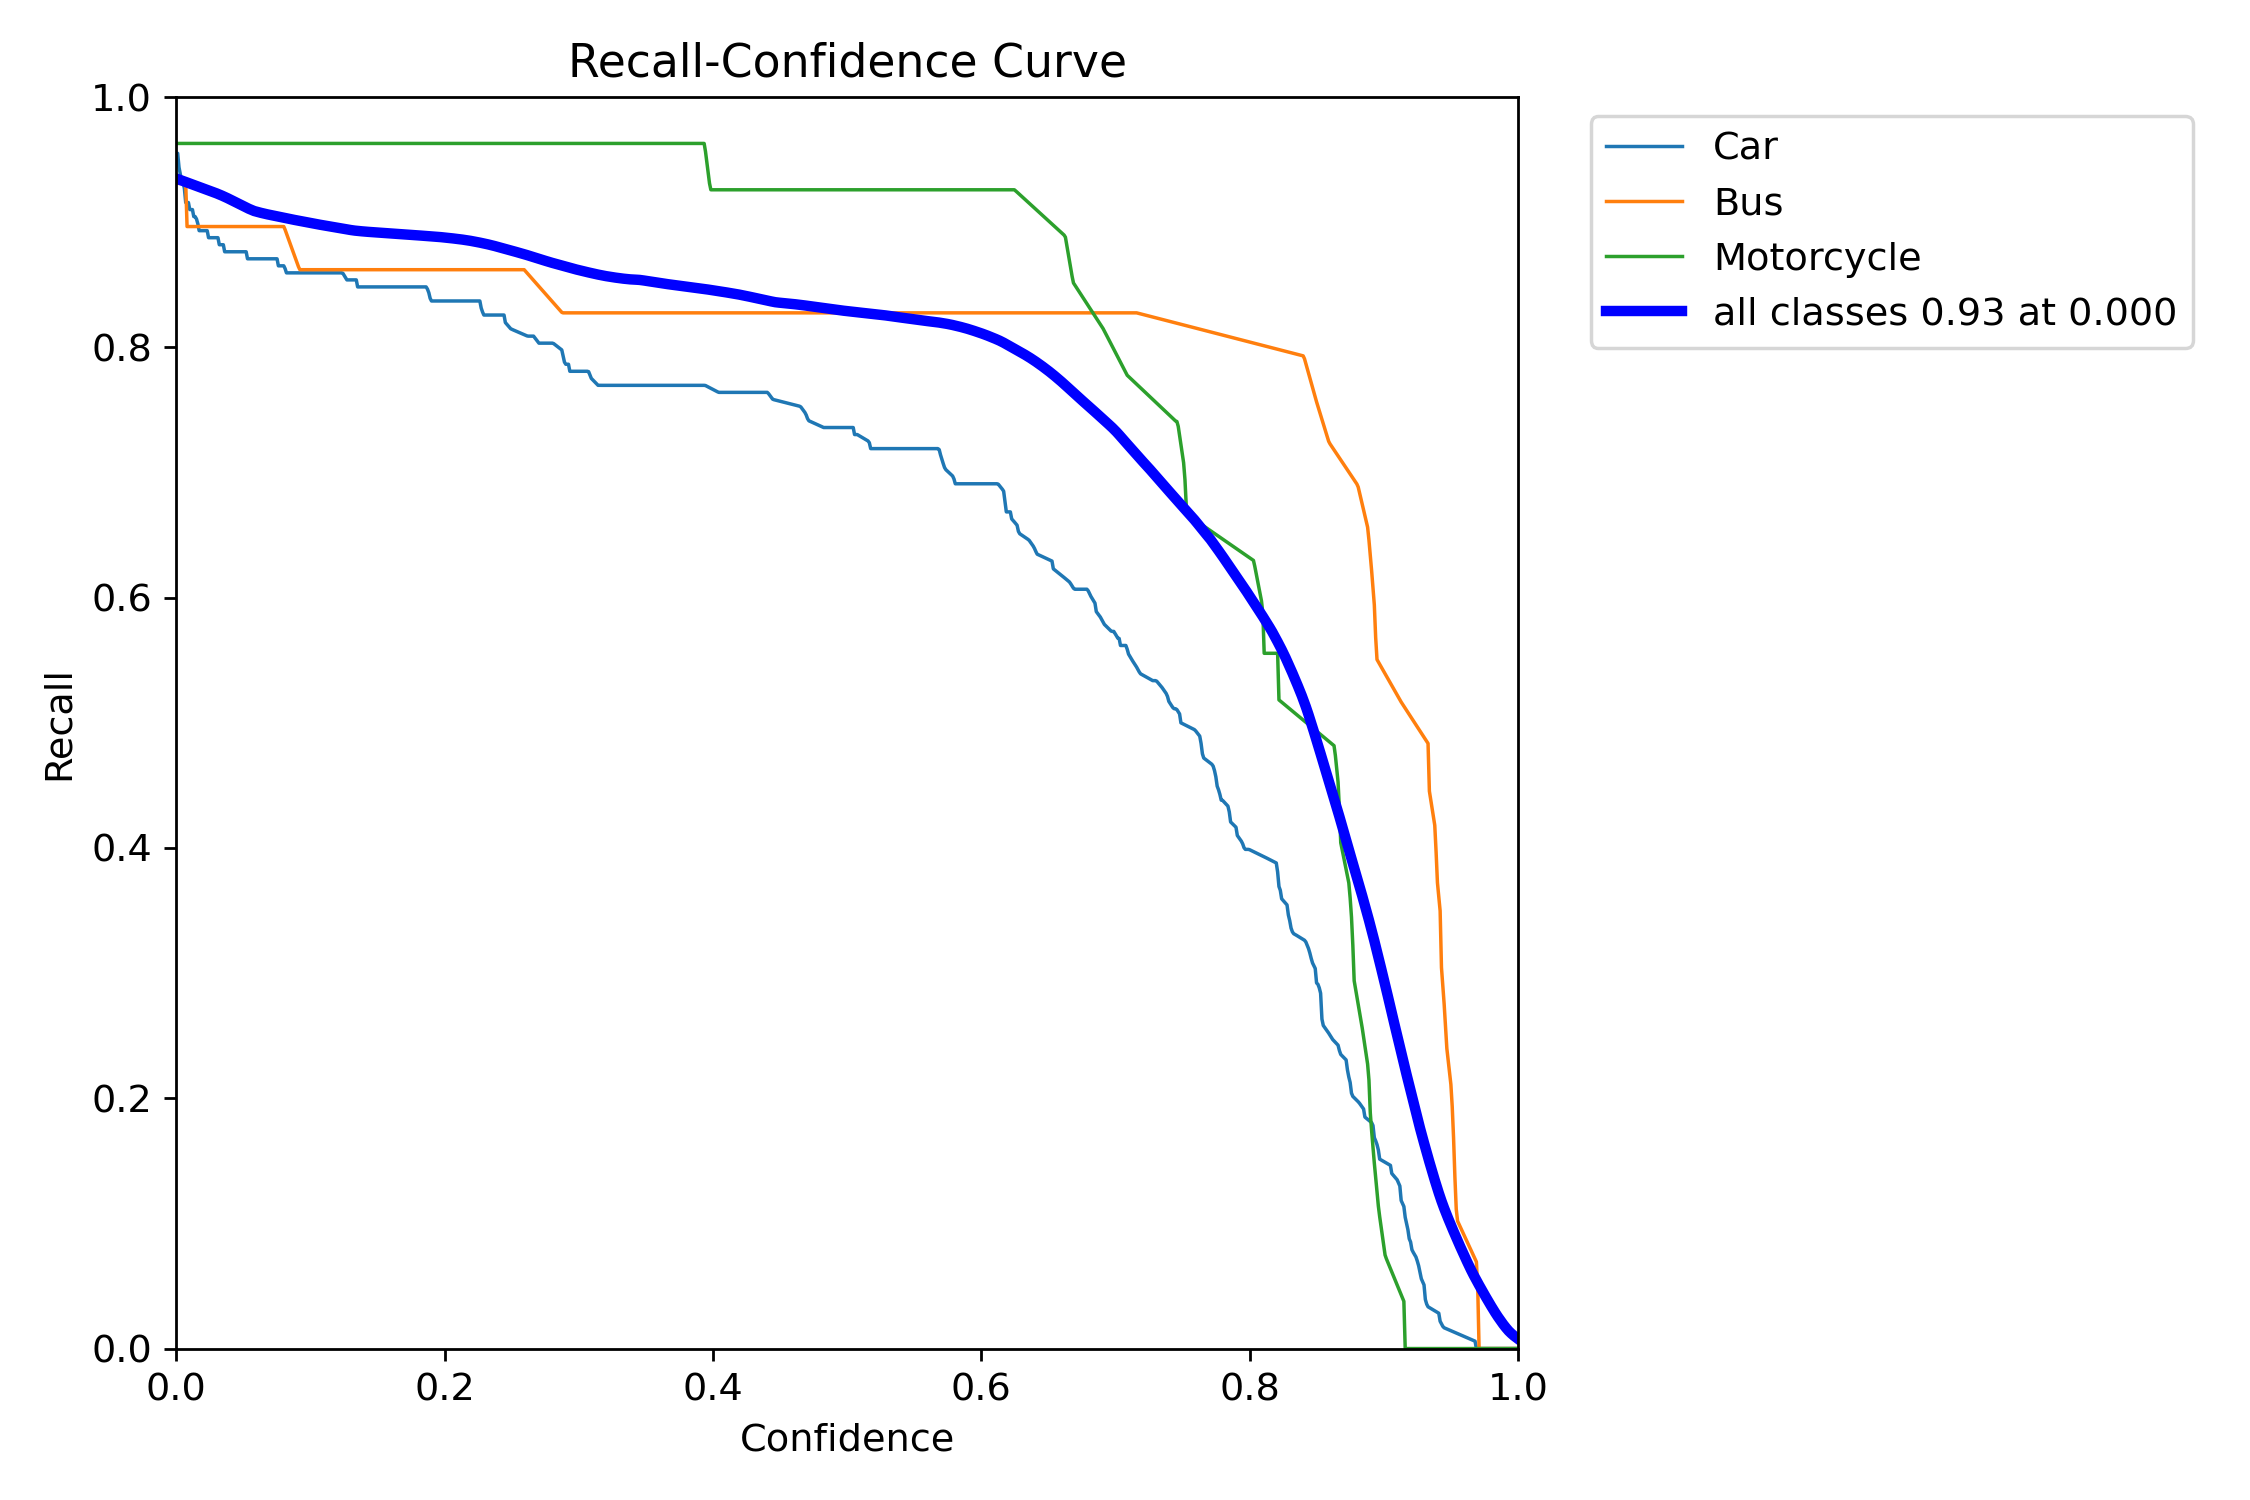 Recall-Confidence Curve
Car
Bus
Motorcycle
all classes 0.93 at 0.000
1.0
0.8
0.6
0.4
0.2
0.0
Recall
0.0 0.2 0.4 0.6 0.8 1.0
Confidence